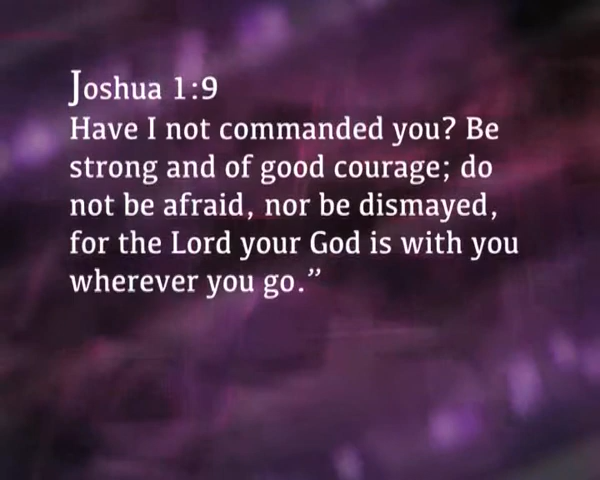 Joshua 1:9
Have I not commanded you? Be
strong and of good courage; do
not be afraid, nor be dismayed,
for the Lord your God is with you
wherever you go.”